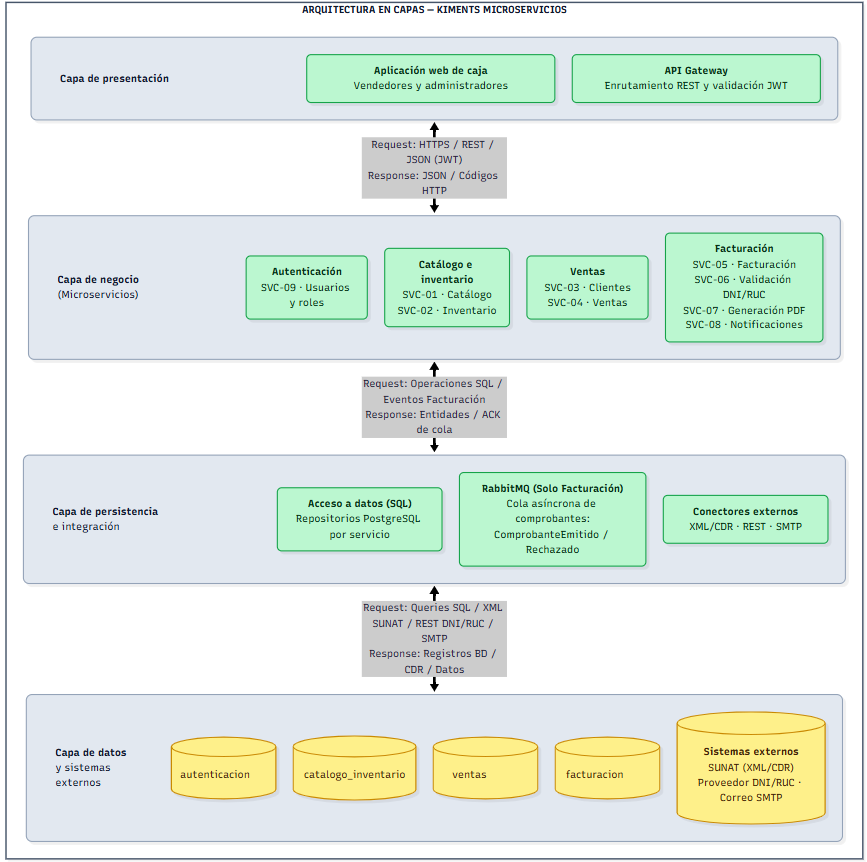 ARQUITECTURA EN CAPAS — KIMENTS MICROSERVICIOS
Capa de presentación
Aplicación web de caja
Vendedores y administradores
API Gateway
Enrutamiento REST y validación JWT
Request: HTTPS / REST /
JSON (JWT)
Response: JSON / Códigos
HTTP
Capa de negocio
(Microservicios)
Autenticación
SVC-09 · Usuarios
y roles
Catálogo e
inventario
SVC-01 · Catálogo
SVC-02 · Inventario
Ventas
SVC-03 · Clientes
SVC-04 · Ventas
Facturación
SVC-05 · Facturación
SVC-06 · Validación
DNI/RUC
SVC-07 · Generación PDF
SVC-08 · Notificaciones
Request: Operaciones SQL /
Eventos Facturación
Response: Entidades / ACK
de cola
Capa de persistencia
e integración
Acceso a datos (SQL)
Repositorios PostgreSQL
por servicio
RabbitMQ (Solo Facturación)
Cola asíncrona de
comprobantes:
ComprobanteEmitido /
Rechazado
Conectores externos
XML/CDR · REST · SMTP
Request: Queries SQL / XML
SUNAT / REST DNI/RUC /
SMTP
Response: Registros BD /
CDR / Datos
Capa de datos
y sistemas
externos
autenticacion
catalogo_inventario
ventas
facturacion
Sistemas externos
SUNAT (XML/CDR)
Proveedor DNI/RUC ·
Correo SMTP